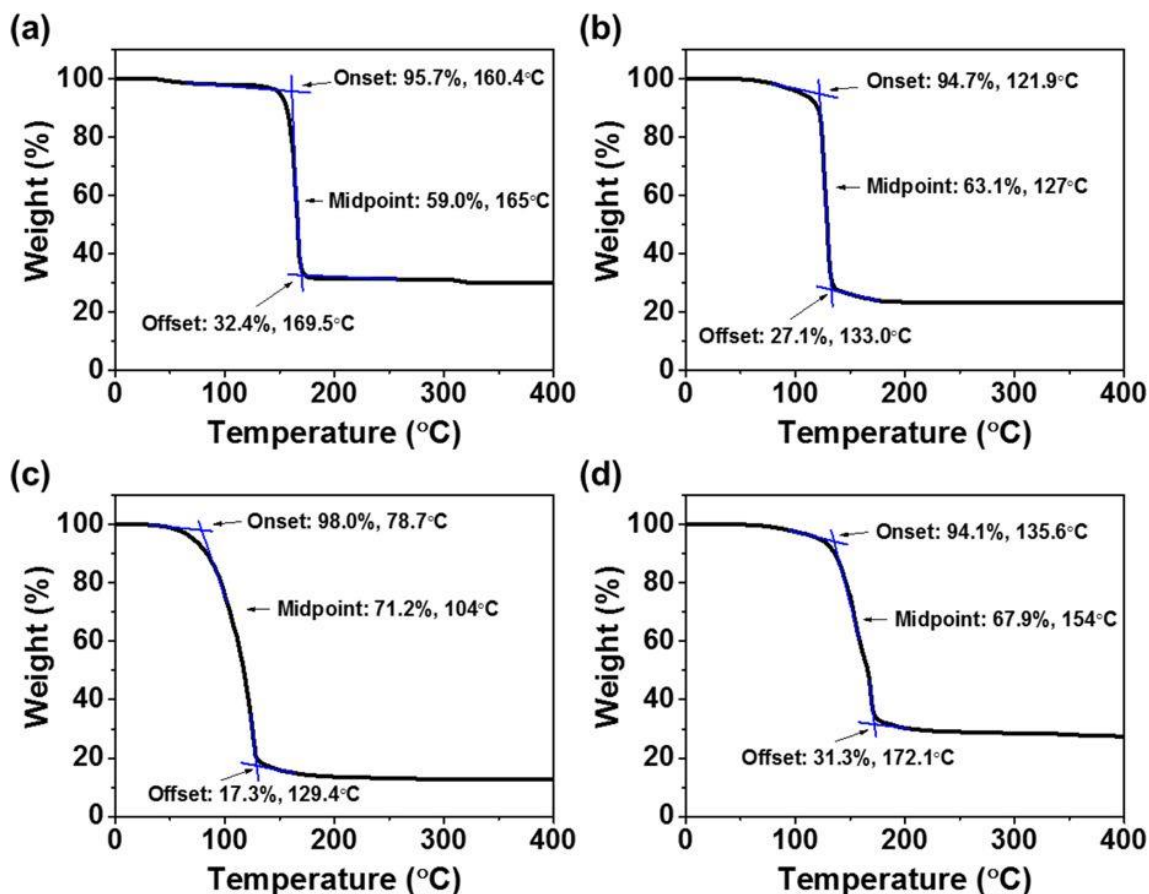 (a)
Weight (%)
100
80
60
40
20
0
Onset: 95.7%, 160.4°C
Midpoint: 59.0%, 165°C
Offset: 32.4%, 169.5°C
0 100 200 300 400
Temperature (°C)
(b)
Weight (%)
100
80
60
40
20
0
Onset: 94.7%, 121.9°C
Midpoint: 63.1%, 127°C
Offset: 27.1%, 133.0°C
0 100 200 300 400
Temperature (°C)
(c)
Weight (%)
100
80
60
40
20
0
Onset: 98.0%, 78.7°C
Midpoint: 71.2%, 104°C
Offset: 17.3%, 129.4°C
0 100 200 300 400
Temperature (°C)
(d)
Weight (%)
100
80
60
40
20
0
Onset: 94.1%, 135.6°C
Midpoint: 67.9%, 154°C
Offset: 31.3%, 172.1°C
0 100 200 300 400
Temperature (°C)